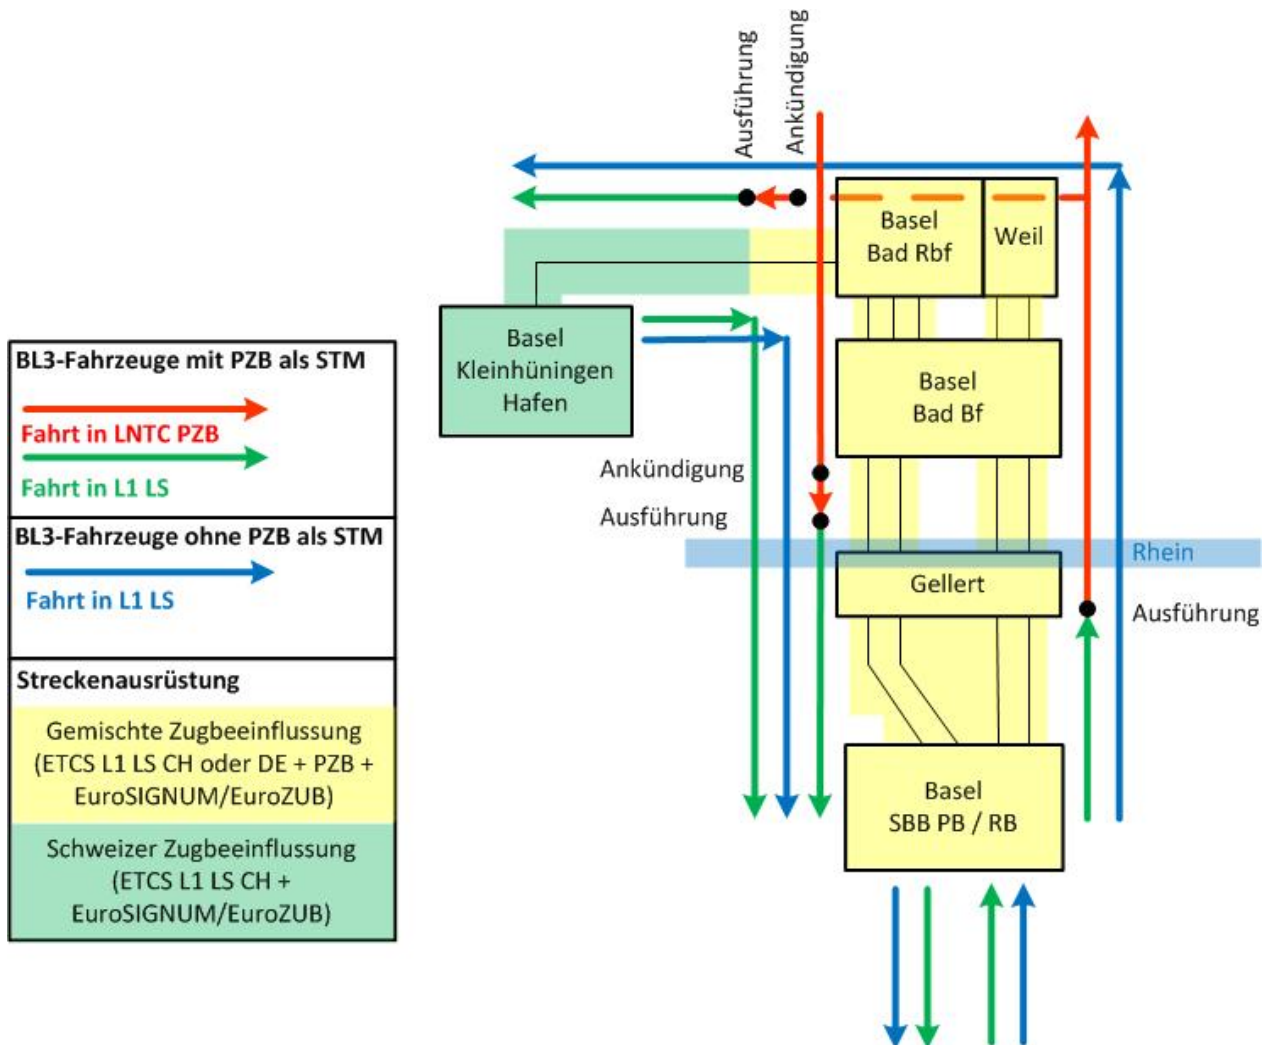 Ausführung
Ankündigung
Basel
Bad Rbf
Weil
Basel
Kleinhüningen
Hafen
Basel
Bad Bf
Ankündigung
Ausführung
Rhein
Gellert
Ausführung
Basel
SBB PB / RB
BL3-Fahrzeuge mit PZB als STM
Fahrt in LNTC PZB
Fahrt in L1 LS
BL3-Fahrzeuge ohne PZB als STM
Fahrt in L1 LS
Streckenausrüstung
Gemischte Zugbeeinflussung
(ETCS L1 LS CH oder DE + PZB +
EuroSIGNUM/EuroZUB)
Schweizer Zugbeeinflussung
(ETCS L1 LS CH +
EuroSIGNUM/EuroZUB)